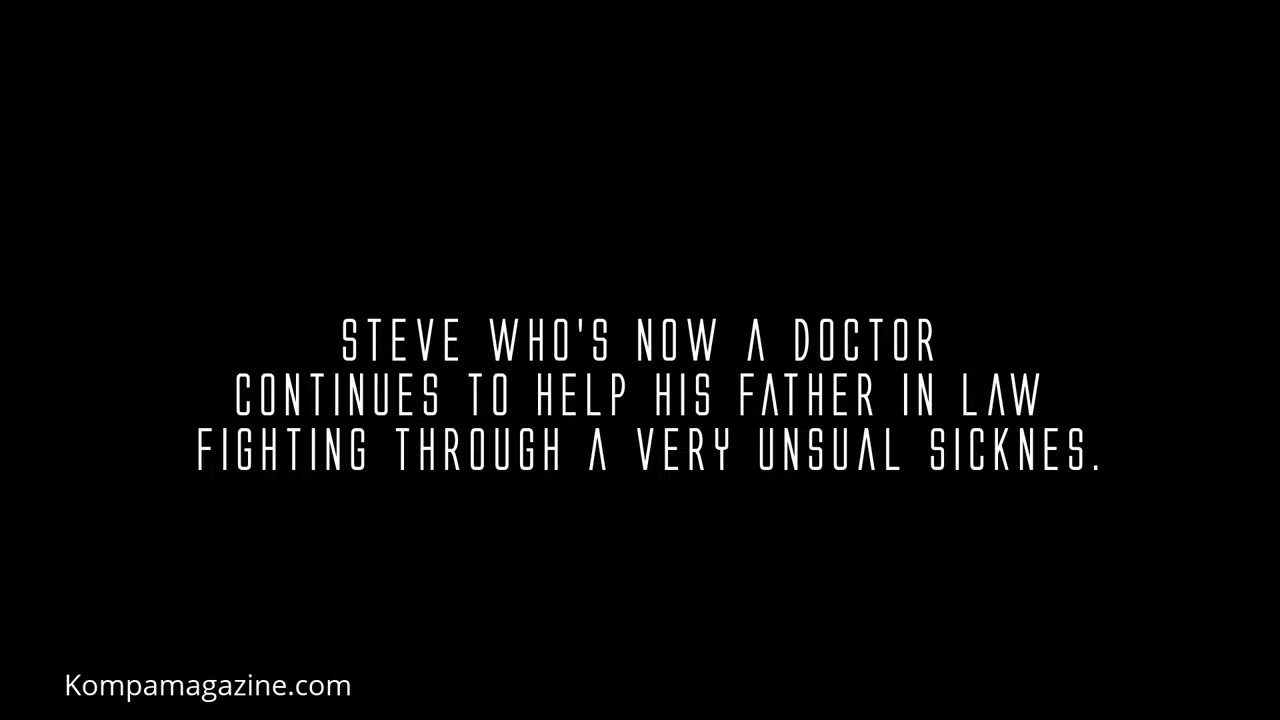 STEVE WHO'S NOW A DOCTOR
CONTINUES TO HELP HIS FATHER IN LAW
FIGHTING THROUGH A VERY UNSUAL SICKNES.
Kompamagazine.com